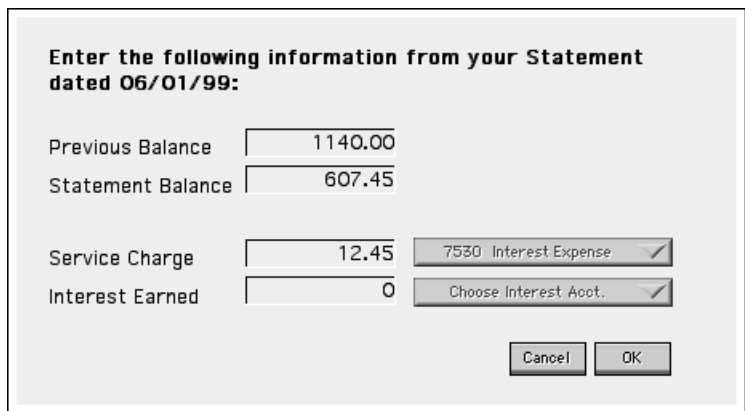 Enter the following information from your Statement
dated 06/01/99:
Previous Balance 1140.00
Statement Balance 607.45
Service Charge 12.45 7530 Interest Expense
Interest Earned 0 Choose Interest Acct.
Cancel OK